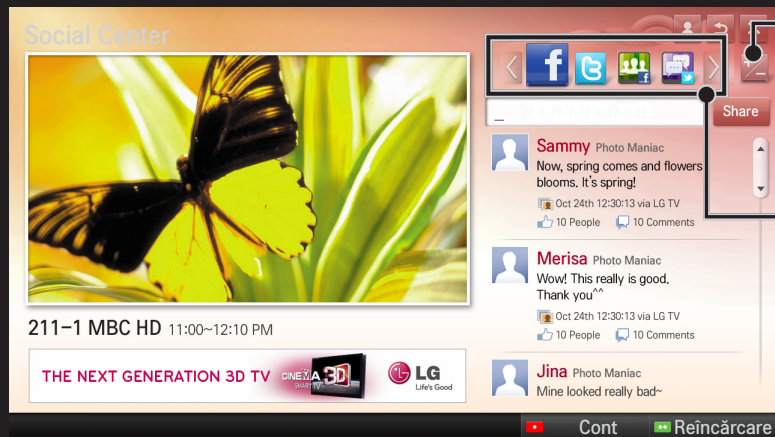 Social Center
Share
Sammy Photo Maniac
Now, spring comes and flowers
blooms. It's spring!
Oct 24th 12:30:13 via LG TV
10 People 10 Comments
Merisa Photo Maniac
Wow! This really is good.
Thank you^^
Oct 24th 12:30:13 via LG TV
10 People 10 Comments
Jina Photo Maniac
Mine looked really bad~
211-1 MBC HD 11:00~12:10 PM
THE NEXT GENERATION 3D TV CINEMA 3D SMART TV LG Life's Good
Cont Reîncărcare